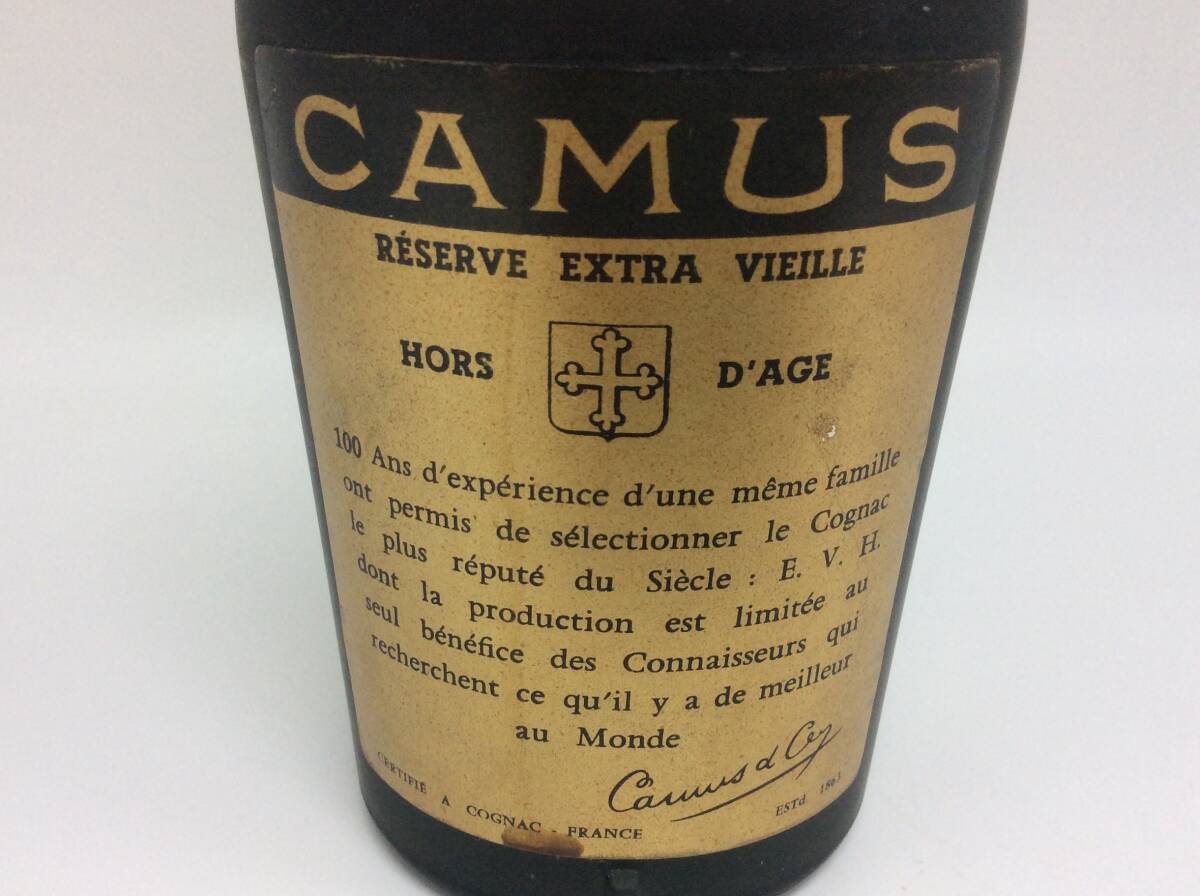 CAMUS
RÉSERVE EXTRA VIEILLE
HORS D'AGE
100 Ans d'expérience d'une même famille
ont permis de sélectionner le Cognac
le plus réputé du Siècle : E. V. H.
dont la production est limitée au
seul bénéfice des Connaisseurs qui
recherchent ce qu'il y a de meilleur
au Monde
Camus & Co
CERTIFIÉ A COGNAC - FRANCE
ESTd 1863